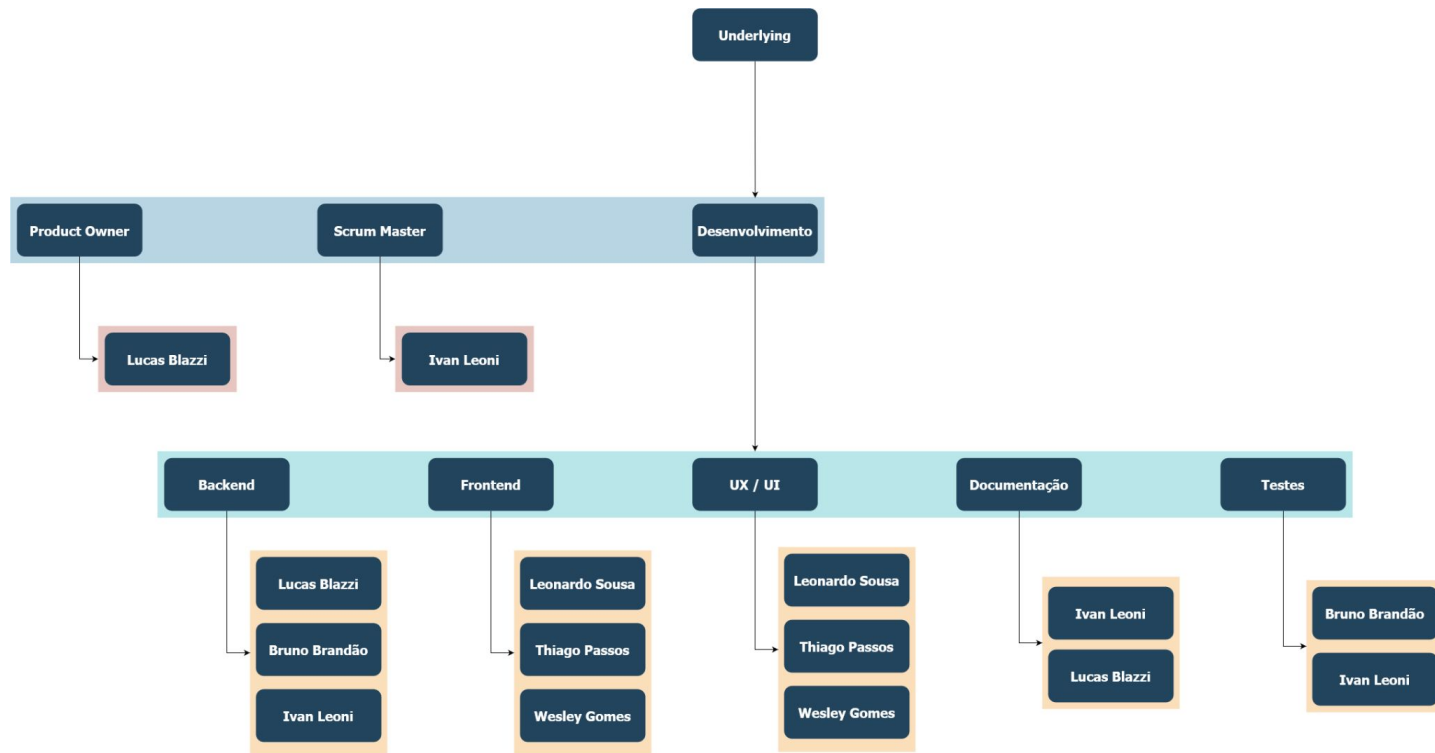 Underlying
Product Owner
Scrum Master
Desenvolvimento
Lucas Blazzi
Ivan Leoni
Backend
Frontend
UX / UI
Documentação
Testes
Lucas Blazzi
Bruno Brandão
Ivan Leoni
Leonardo Sousa
Thiago Passos
Wesley Gomes
Leonardo Sousa
Thiago Passos
Wesley Gomes
Ivan Leoni
Lucas Blazzi
Bruno Brandão
Ivan Leoni